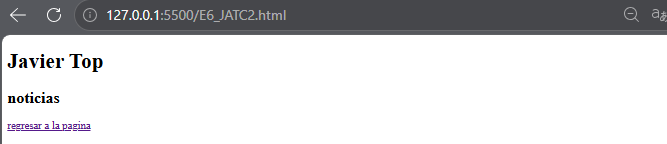 127.0.0.1:5500/E6_JATC2.html
Javier Top
noticias
regresar a la pagina